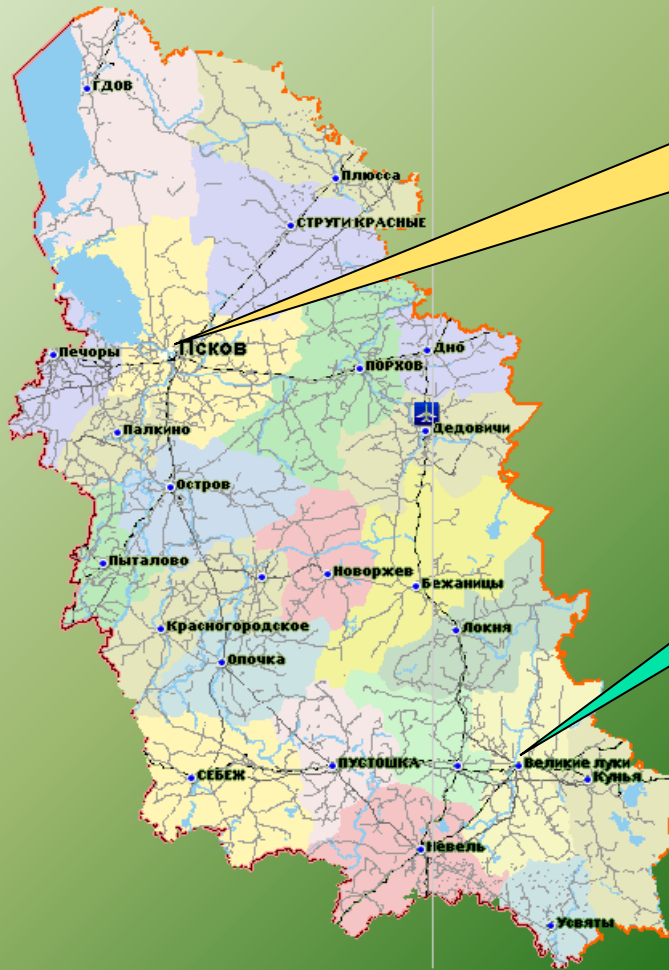 ГДОВ
Плюсса
СТРУГИ КРАСНЫЕ
Псков
Печоры
Дно
ПОРХОВ
Палкино
Дедовичи
Остров
Пыталово
Новоржев
Бежаницы
Красногородское
Локня
Опочка
ПУСТОШКА
Великие луки
СЕБЕЖ
Кунья
Невель
Усвяты